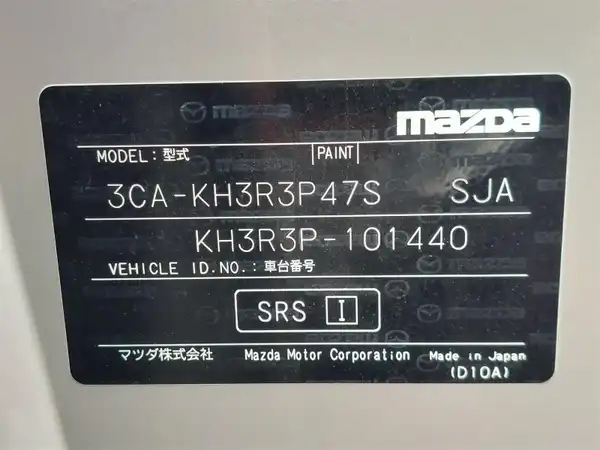 mazda
MODEL: 型式 |PAINT|
3CA-KH3R3P47S SJA
KH3R3P-101440
VEHICLE ID.NO.: 車台番号
SRS I
マツダ株式会社 Mazda Motor Corporation Made in Japan
(D10A)